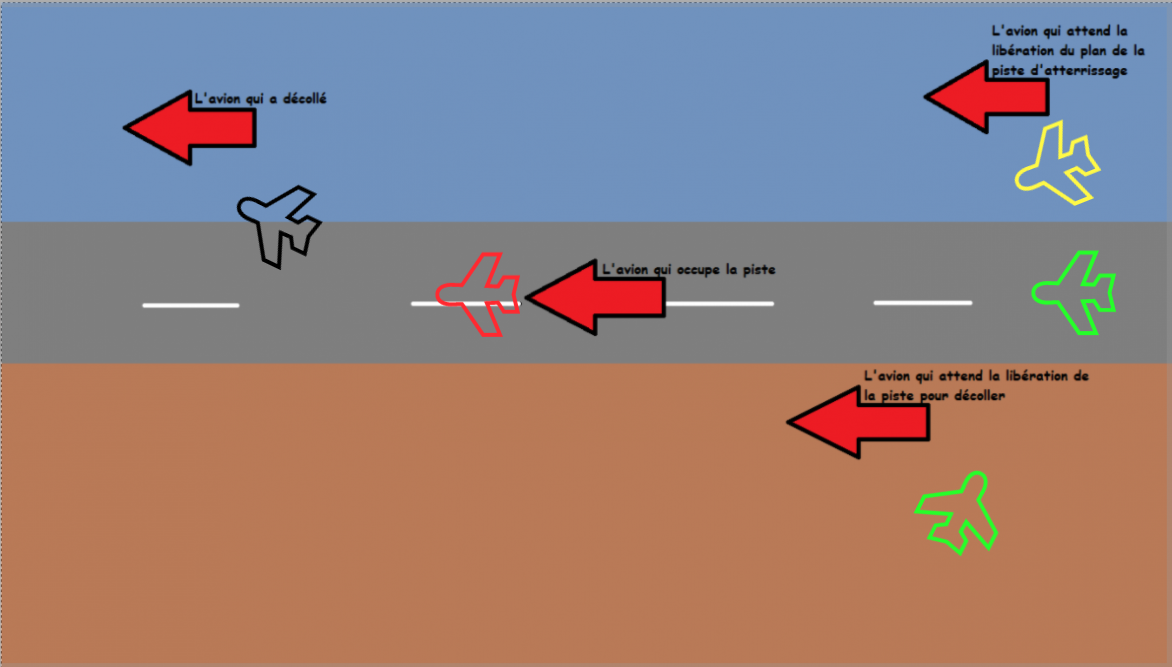 L'avion qui attend la
libération du plan de la
piste d'atterrissage
L'avion qui a décollé
L'avion qui occupe la piste
L'avion qui attend la libération de
la piste pour décoller